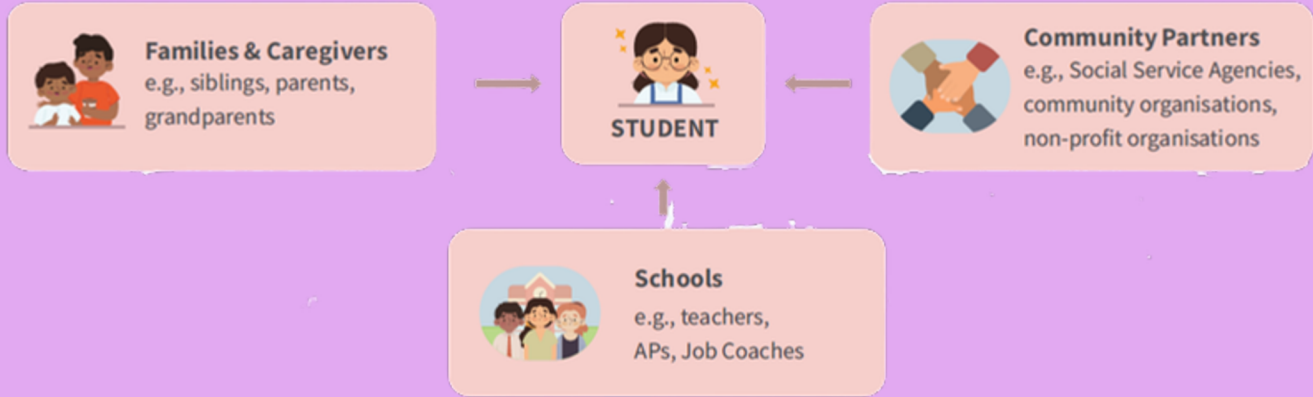 Families & Caregivers
e.g., siblings, parents,
grandparents
STUDENT
Community Partners
e.g., Social Service Agencies,
community organisations,
non-profit organisations
Schools
e.g., teachers,
APs, Job Coaches